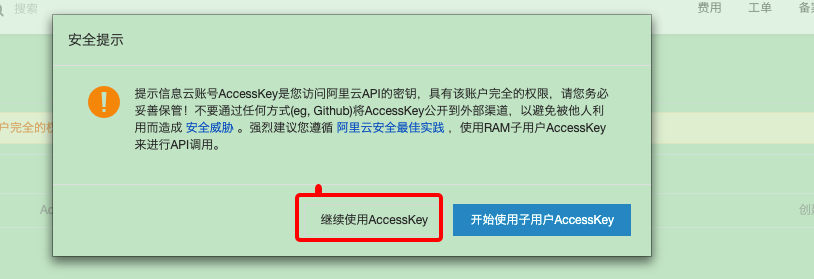 搜索
费用
工单
备案
安全提示
提示信息云账号AccessKey是您访问阿里云API的密钥，具有该账户完全的权限，请您务必
妥善保管！不要通过任何方式(eg, Github)将AccessKey公开到外部渠道，以避免被他人利
用而造成 安全威胁 。强烈建议您遵循 阿里云安全最佳实践 ，使用RAM子用户AccessKey
来进行API调用。
户完全的权
Ac
创建
继续使用AccessKey
开始使用子用户AccessKey